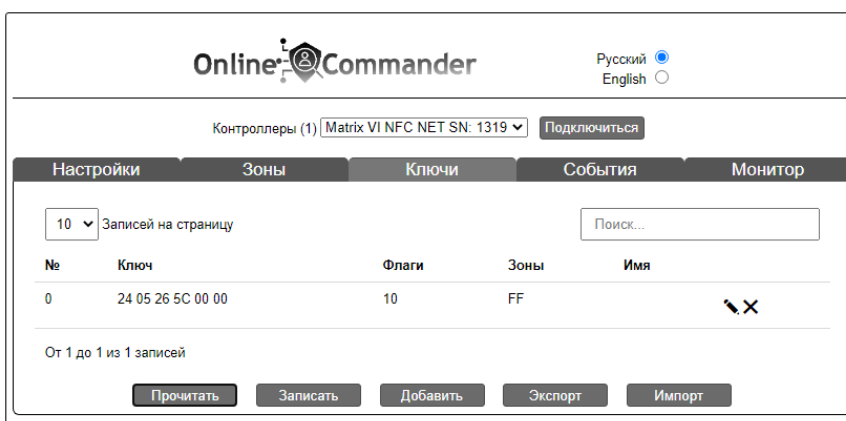 Online Commander
Русский
English
Контроллеры (1) Matrix VI NFC NET SN: 1319 Подключиться
Настройки Зоны Ключи События Монитор
10 Записей на страницу Поиск...
№ Ключ Флаги Зоны Имя
0 24 05 26 5C 00 00 10 FF
От 1 до 1 из 1 записей
Прочитать Записать Добавить Экспорт Импорт